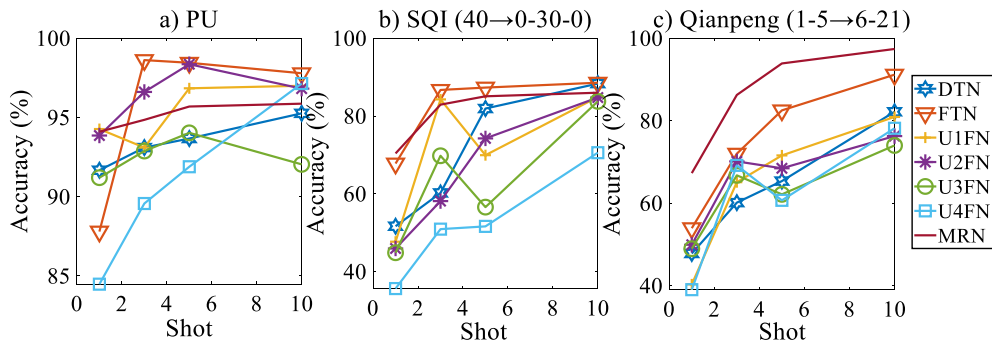 a) PU
b) SQI (40→0-30-0)
c) Qianpeng (1-5→6-21)
Accuracy (%)
100
95
90
85
0 2 4 6 8 10
Shot
Accuracy (%)
100
80
60
40
0 2 4 6 8 10
Shot
Accuracy (%)
100
80
60
40
0 2 4 6 8 10
Shot
DTN
FTN
U1FN
U2FN
U3FN
U4FN
MRN